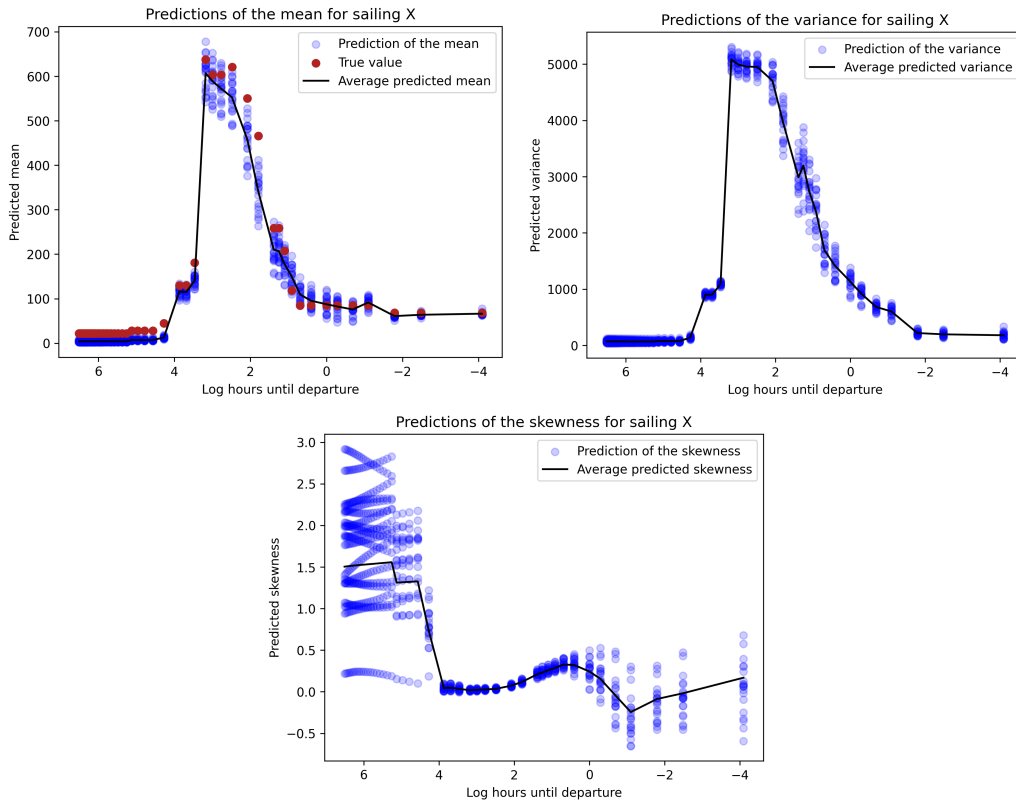 Predictions of the mean for sailing X
700
600
500
400
300
200
100
0
Predicted mean
Prediction of the mean
True value
Average predicted mean
6 4 2 0 −2 −4
Log hours until departure
Predictions of the variance for sailing X
5000
4000
3000
2000
1000
0
Predicted variance
Prediction of the variance
Average predicted variance
6 4 2 0 −2 −4
Log hours until departure
Predictions of the skewness for sailing X
3.0
2.5
2.0
1.5
1.0
0.5
0.0
−0.5
Predicted skewness
Prediction of the skewness
Average predicted skewness
6 4 2 0 −2 −4
Log hours until departure